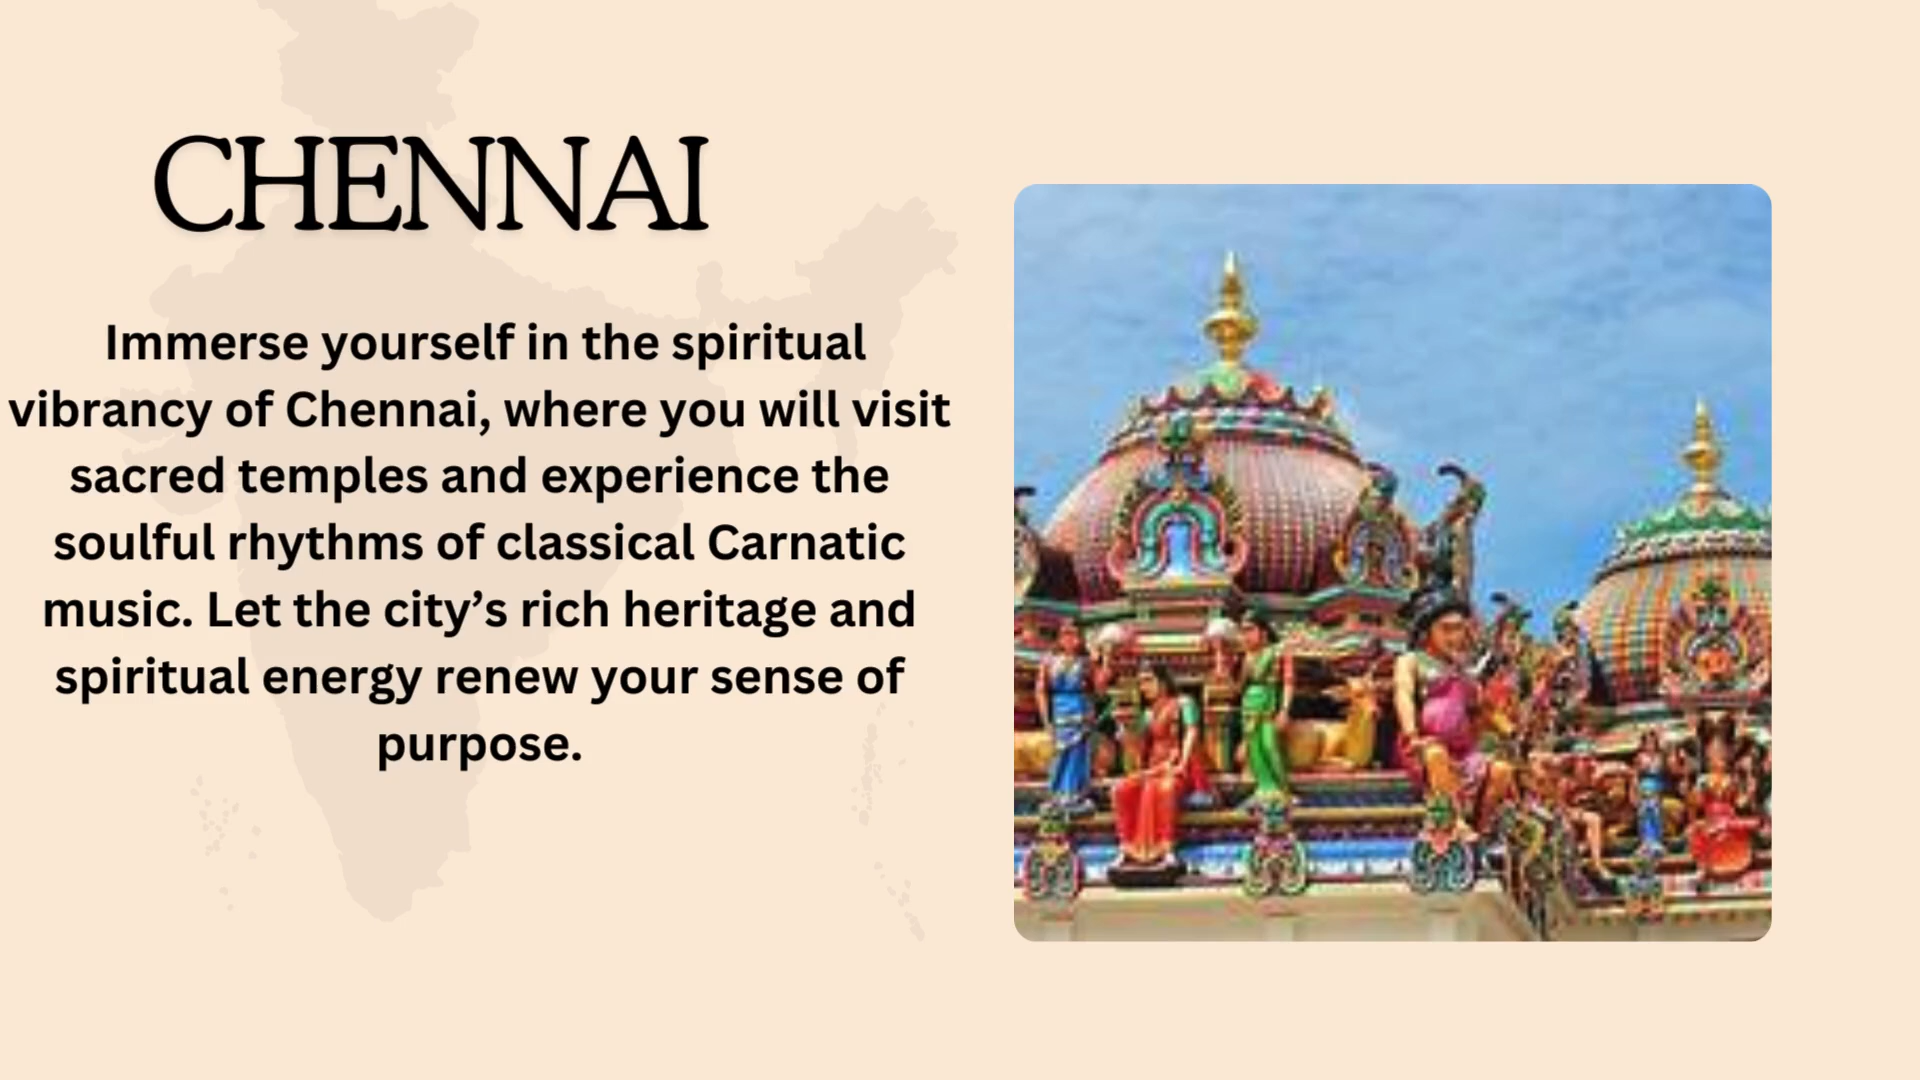 CHENNAI
Immerse yourself in the spiritual
vibrancy of Chennai, where you will visit
sacred temples and experience the
soulful rhythms of classical Carnatic
music. Let the city’s rich heritage and
spiritual energy renew your sense of
purpose.